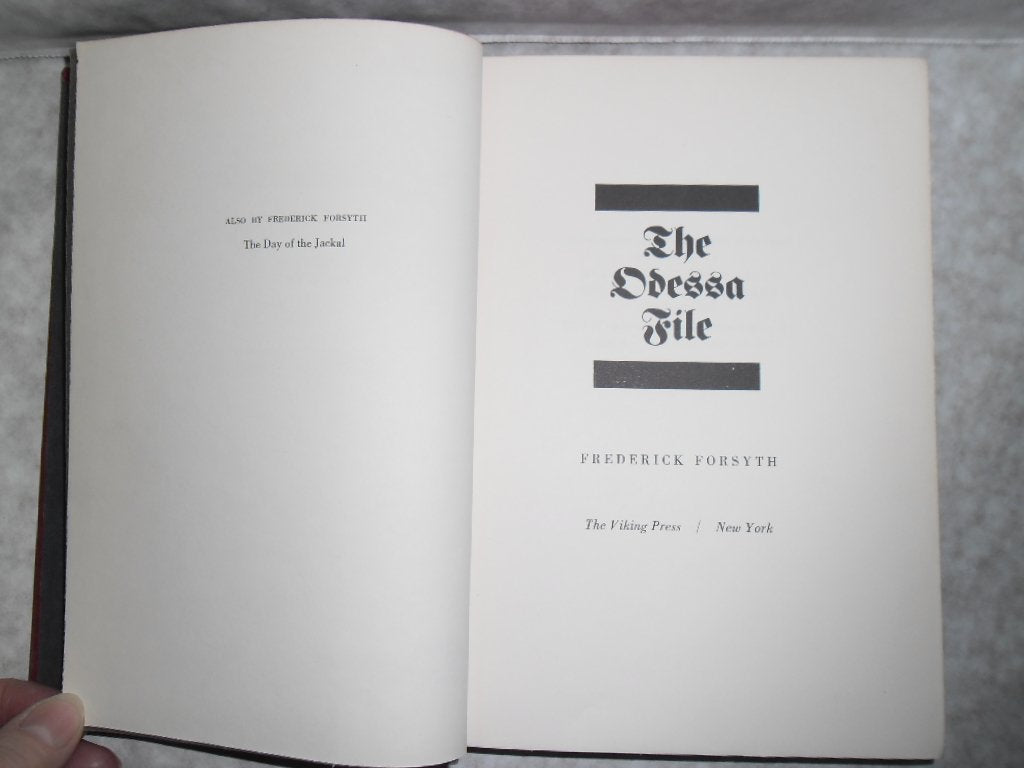 ALSO BY FREDERICK FORSYTH
The Day of the Jackal
The
Odessa
File
FREDERICK FORSYTH
The Viking Press / New York